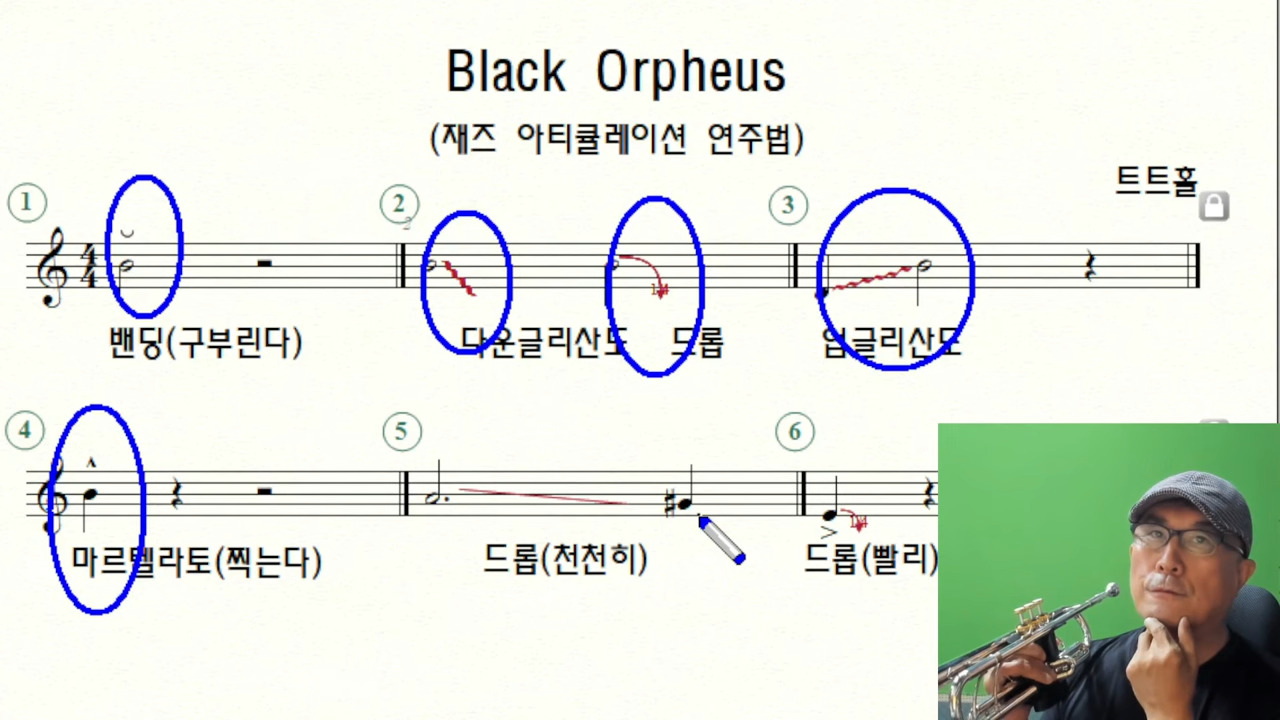 Black Orpheus
(재즈 아티큘레이션 연주법)
트트홀
1 2 3
밴딩(구부린다) 다운글리산도 드롭 업글리산도
4 5 6
마르텔라토(찍는다) 드롭(천천히) 드롭(빨리)